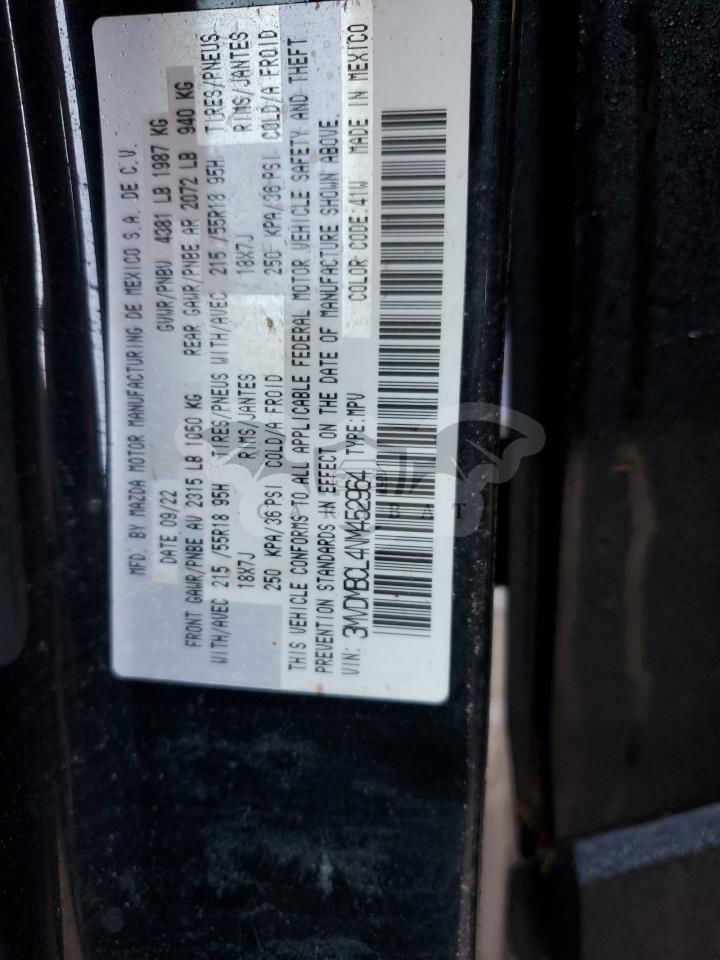 MFD. BY MAZDA MOTOR MANUFACTURING DE MEXICO S.A. DE C.V.
DATE 09/22 GVWR/PNBV 4381 LB 1987 KG
FRONT GAWR/PNBE AV 2315 LB 1050 KG REAR GAWR/PNBE AR 2072 LB 940 KG
WITH/AVEC 215 /55R18 95H TIRES/PNEUS WITH/AVEC 215 /55R18 95H TIRES/PNEUS
18X7J RIMS/JANTES 18X7J RIMS/JANTES
250 KPA/36 PSI COLD/A FROID 250 KPA/36 PSI COLD/A FROID
THIS VEHICLE CONFORMS TO ALL APPLICABLE FEDERAL MOTOR VEHICLE SAFETY AND THEFT
PREVENTION STANDARDS IN EFFECT ON THE DATE OF MANUFACTURE SHOWN ABOVE.
VIN: 3MVDMBCL4NM452964 TYPE:MPV COLOR CODE:41W MADE IN MEXICO